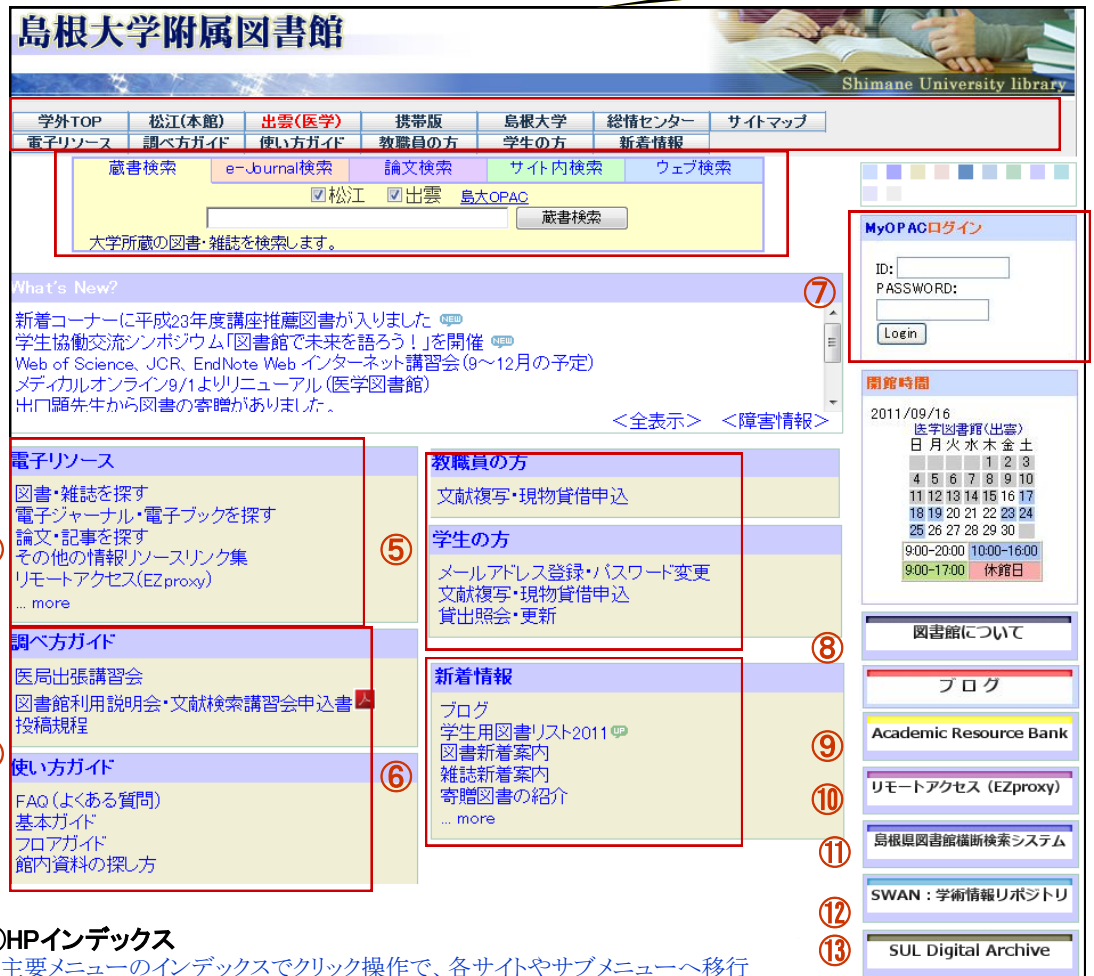 島根大学附属図書館
Shimane University library
学外TOP 松江(本館) 出雲(医学) 携帯版 島根大学 総情センター サイトマップ
電子リソース 調べ方ガイド 使い方ガイド 教職員の方 学生の方 新着情報
蔵書検索 e-Journal検索 論文検索 サイト内検索 ウェブ検索
松江 出雲 島大OPAC
蔵書検索
大学所蔵の図書・雑誌を検索します。
MyOPACログイン
ID:
PASSWORD:
Login
⑦
What's New?
新着コーナーに平成23年度講座推薦図書が入りました NEW
学生協働交流シンポジウム「図書館で未来を語ろう!」を開催 NEW
Web of Science、JCR、EndNote Web インターネット講習会(9~12月の予定)
メディカルオンライン9/1よりリニューアル(医学図書館)
出口顕先生から図書の寄贈がありました。
<全表示> <障害情報>
開館時間
2011/09/16
医学図書館(出雲)
日 月 火 水 木 金 土
1 2 3
4 5 6 7 8 9 10
11 12 13 14 15 16 17
18 19 20 21 22 23 24
25 26 27 28 29 30
9:00-20:00 10:00-16:00
9:00-17:00 休館日
電子リソース
図書・雑誌を探す
電子ジャーナル・電子ブックを探す
論文・記事を探す
その他の情報リソースリンク集
リモートアクセス(EZproxy)
... more
⑤
教職員の方
文献複写・現物貸借申込
学生の方
メールアドレス登録・パスワード変更
文献複写・現物貸借申込
貸出照会・更新
調べ方ガイド
医局出張講習会
図書館利用説明会・文献検索講習会申込書
投稿規程
使い方ガイド
FAQ(よくある質問)
基本ガイド
フロアガイド
館内資料の探し方
⑥
新着情報
ブログ
学生用図書リスト2011 UP
図書新着案内
雑誌新着案内
寄贈図書の紹介
... more
⑧
図書館について
ブログ
⑨
Academic Resource Bank
⑩
リモートアクセス (EZproxy)
⑪
島根県図書館横断検索システム
⑫
SWAN:学術情報リポジトリ
⑬
SUL Digital Archive
HPインデックス
主要メニューのインデックスでクリック操作で、各サイトやサブメニューへ移行